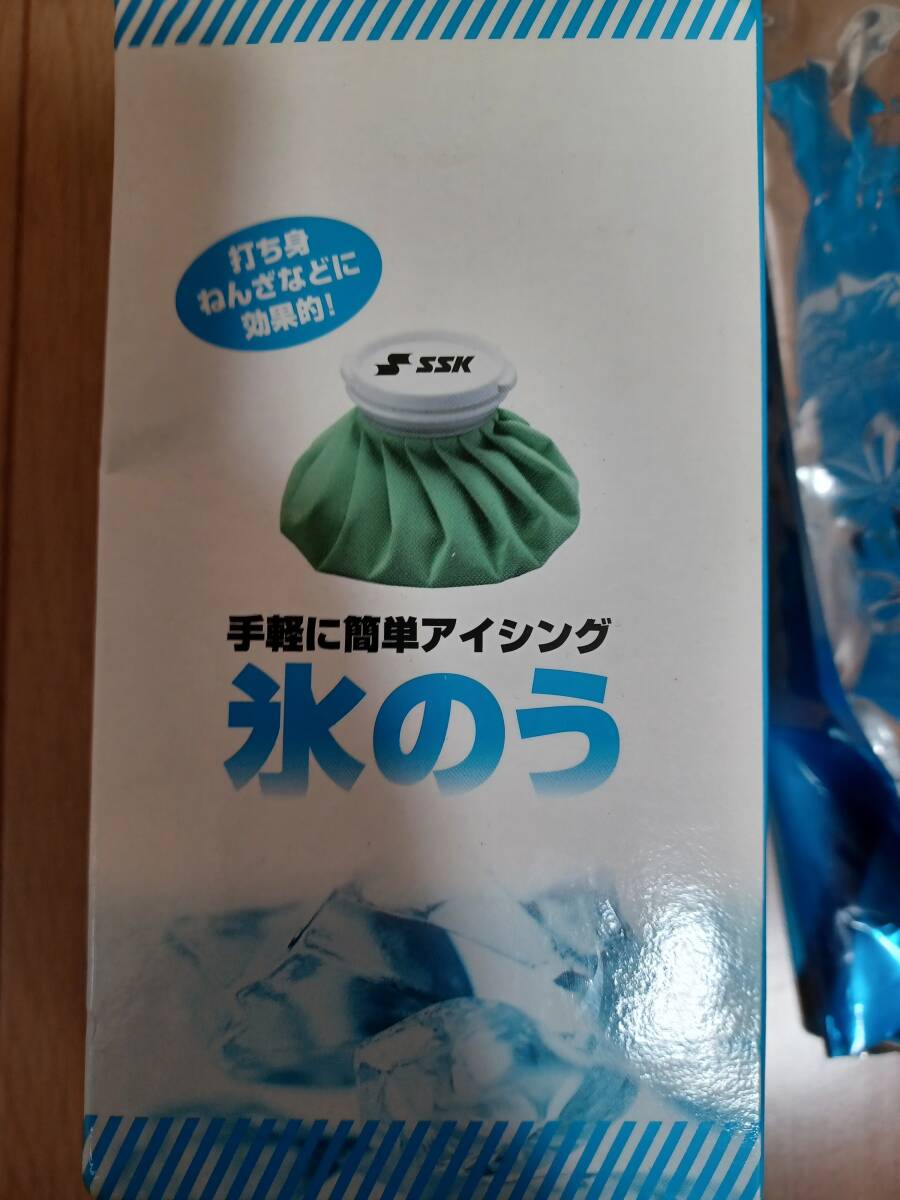 打ち身
ねんざなどに
効果的!
SSK
手軽に簡単アイシング
氷のう